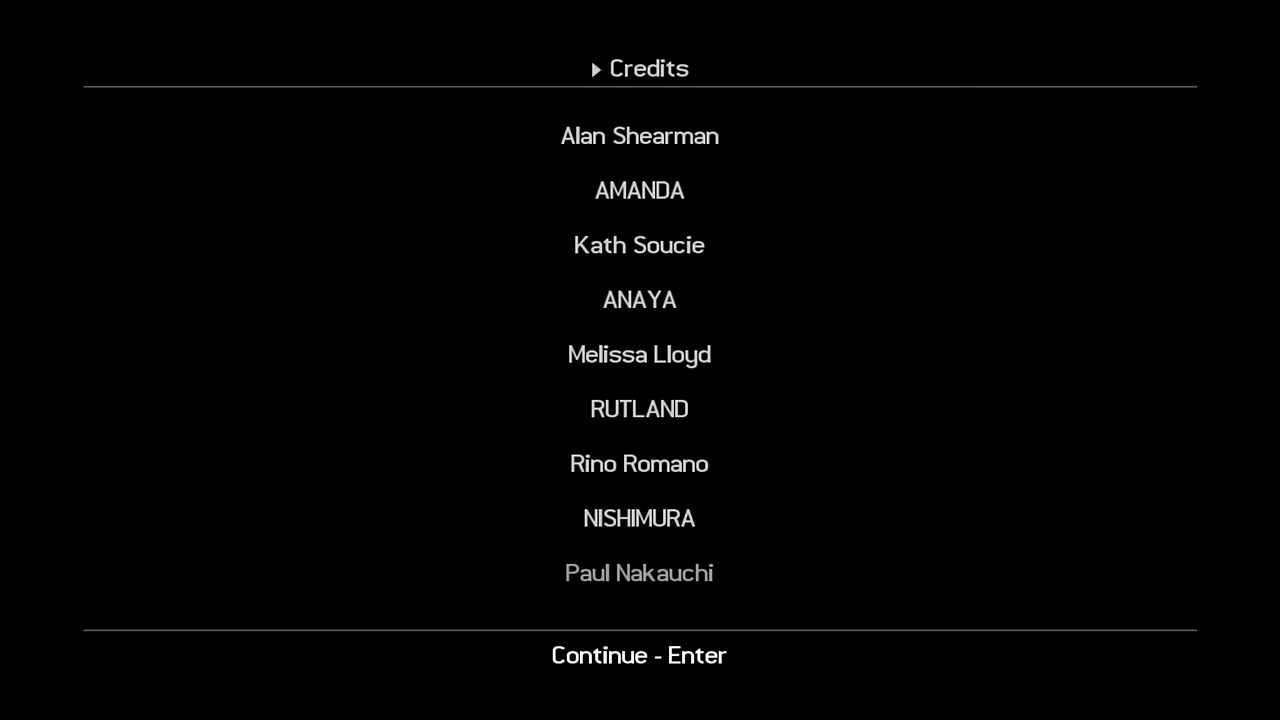 Credits
Alan Shearman
AMANDA
Kath Soucie
ANAYA
Melissa Lloyd
RUTLAND
Rino Romano
NISHIMURA
Paul Nakauchi
Continue - Enter